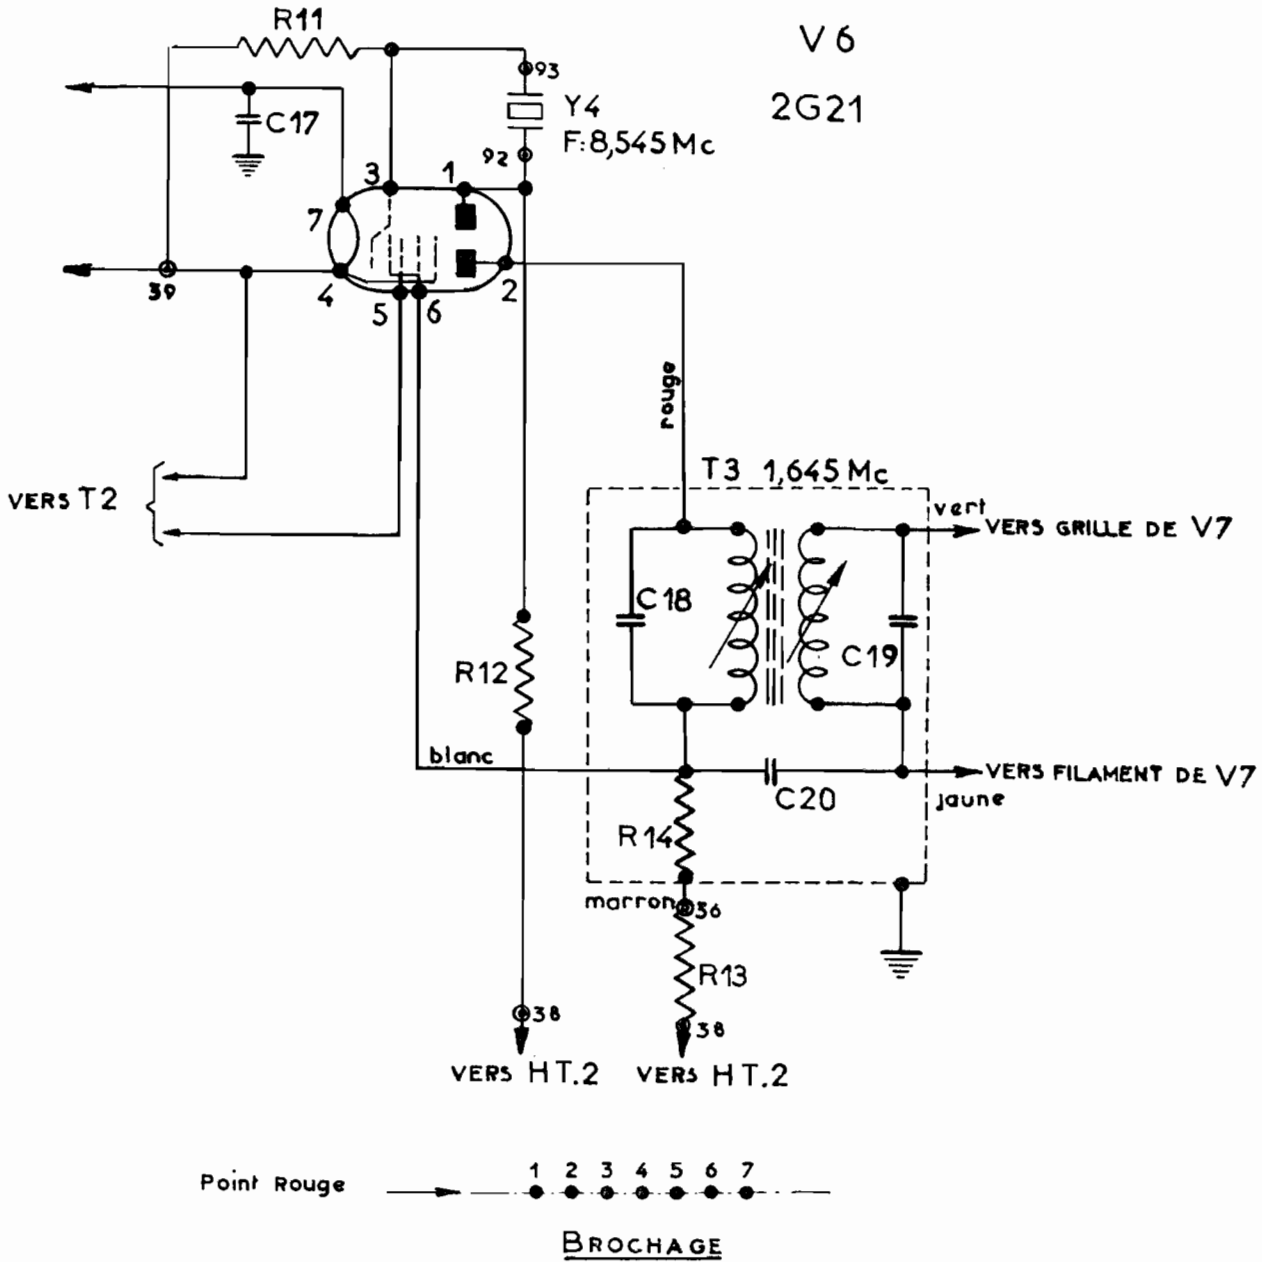 R11
V6
93
2G21
C17
Y4
F:8,545 Mc
92
3
1
7
39
4
5
6
2
rouge
T3 1,645 Mc
VERS T2
vert
VERS GRILLE DE V7
C18
C19
R12
blanc
VERS FILAMENT DE V7
C20
jaune
R14
marron
36
R13
38
38
VERS HT.2
VERS HT.2
1 2 3 4 5 6 7
Point Rouge
BROCHAGE